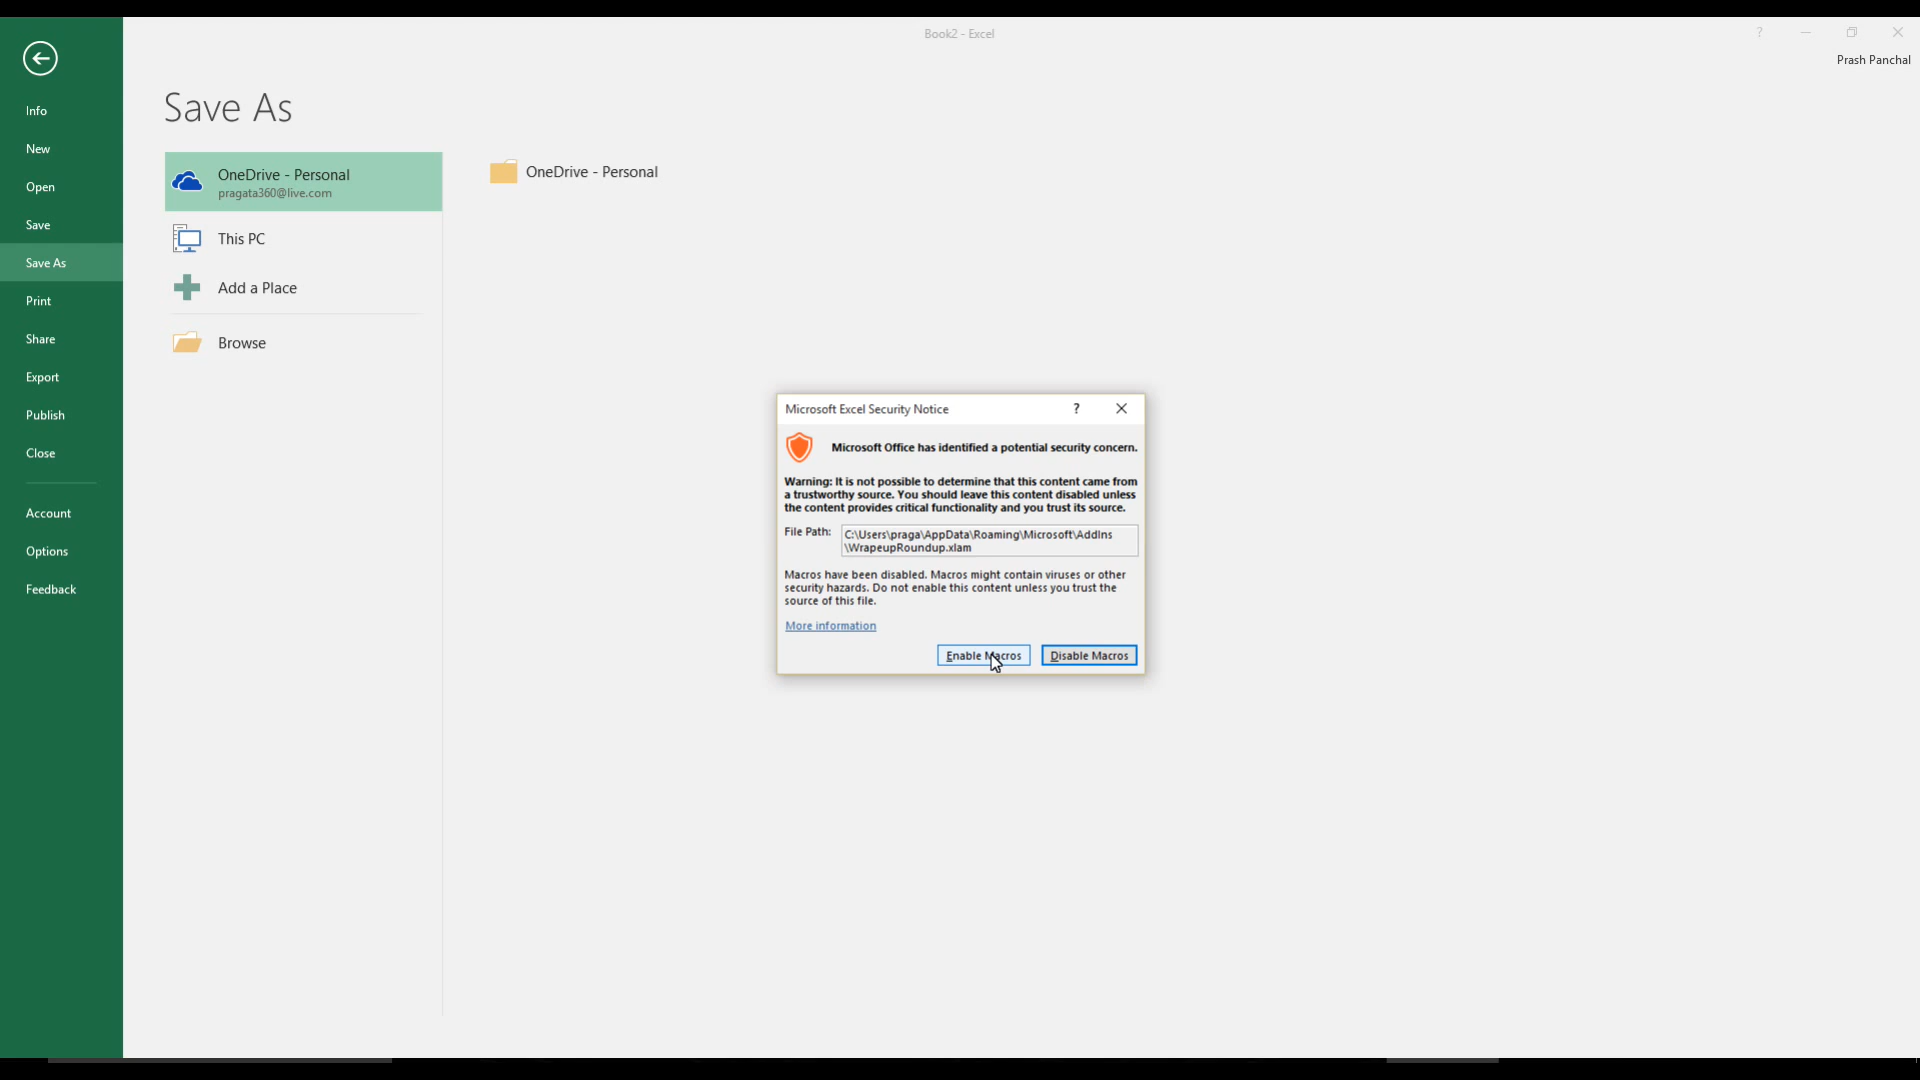 Book2 - Excel
?
Prash Panchal
Info
New
Open
Save
Save As
Print
Share
Export
Publish
Close
Account
Options
Feedback
Save As
OneDrive - Personal
pragata360@live.com
This PC
Add a Place
Browse
OneDrive - Personal
Microsoft Excel Security Notice
?
Microsoft Office has identified a potential security concern.
Warning: It is not possible to determine that this content came from
a trustworthy source. You should leave this content disabled unless
the content provides critical functionality and you trust its source.
File Path: C:\Users\praga\AppData\Roaming\Microsoft\AddIns
\WrapeupRoundup.xlam
Macros have been disabled. Macros might contain viruses or other
security hazards. Do not enable this content unless you trust the
source of this file.
More information
Enable Macros
Disable Macros